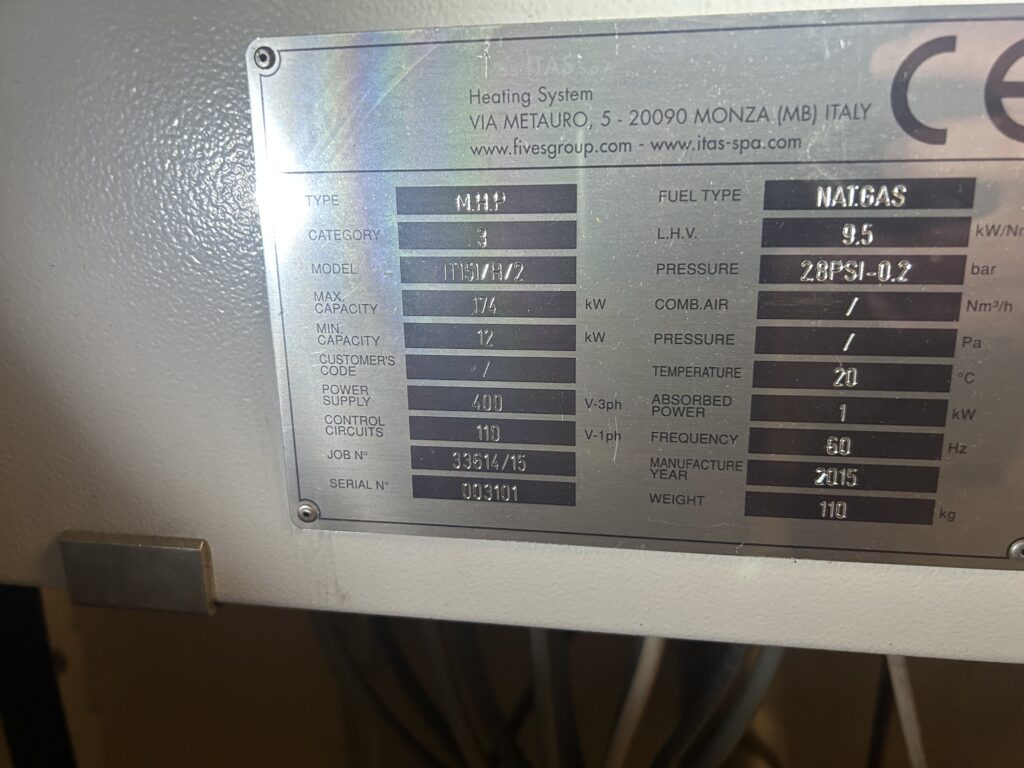 ITAS
Heating System
VIA METAURO, 5 - 20090 MONZA (MB) ITALY
www.fivesgroup.com - www.itas-spa.com
CE
TYPE M.H.P
CATEGORY 3
MODEL
MAX. CAPACITY 174 kW
MIN. CAPACITY 12 kW
CUSTOMER'S CODE /
POWER SUPPLY 400 V-3ph
CONTROL CIRCUITS 110 V-1ph
JOB N° 33614/15
SERIAL N° 003101
FUEL TYPE NAT.GAS
L.H.V. 9.5
PRESSURE 2.8PSI-0.2 bar
COMB.AIR / Nm³/h
PRESSURE / Pa
TEMPERATURE 20 °C
ABSORBED POWER 1 kW
FREQUENCY 60 Hz
MANUFACTURE YEAR 2015
WEIGHT 110 kg